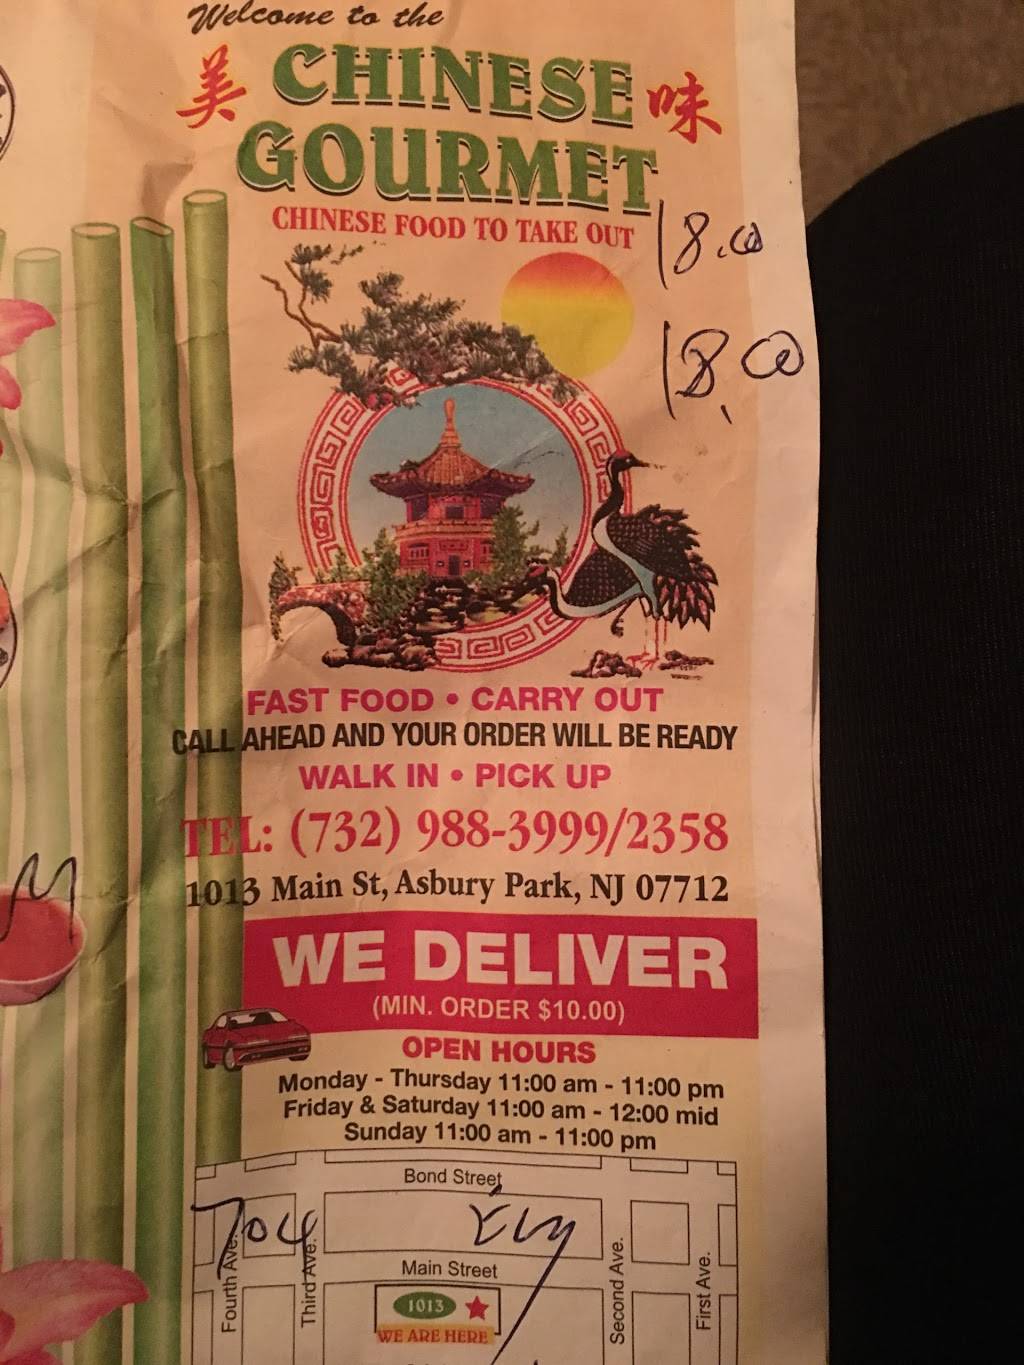 Welcome to the
美 CHINESE 味
GOURMET
CHINESE FOOD TO TAKE OUT
18.00
18.00
FAST FOOD • CARRY OUT
CALL AHEAD AND YOUR ORDER WILL BE READY
WALK IN • PICK UP
TEL: (732) 988-3999/2358
1013 Main St, Asbury Park, NJ 07712
WE DELIVER
(MIN. ORDER $10.00)
OPEN HOURS
Monday - Thursday 11:00 am - 11:00 pm
Friday & Saturday 11:00 am - 12:00 mid
Sunday 11:00 am - 11:00 pm
Bond Street
704
Fourth Ave.
Third Ave.
Main Street
Second Ave.
First Ave.
1013
WE ARE HERE